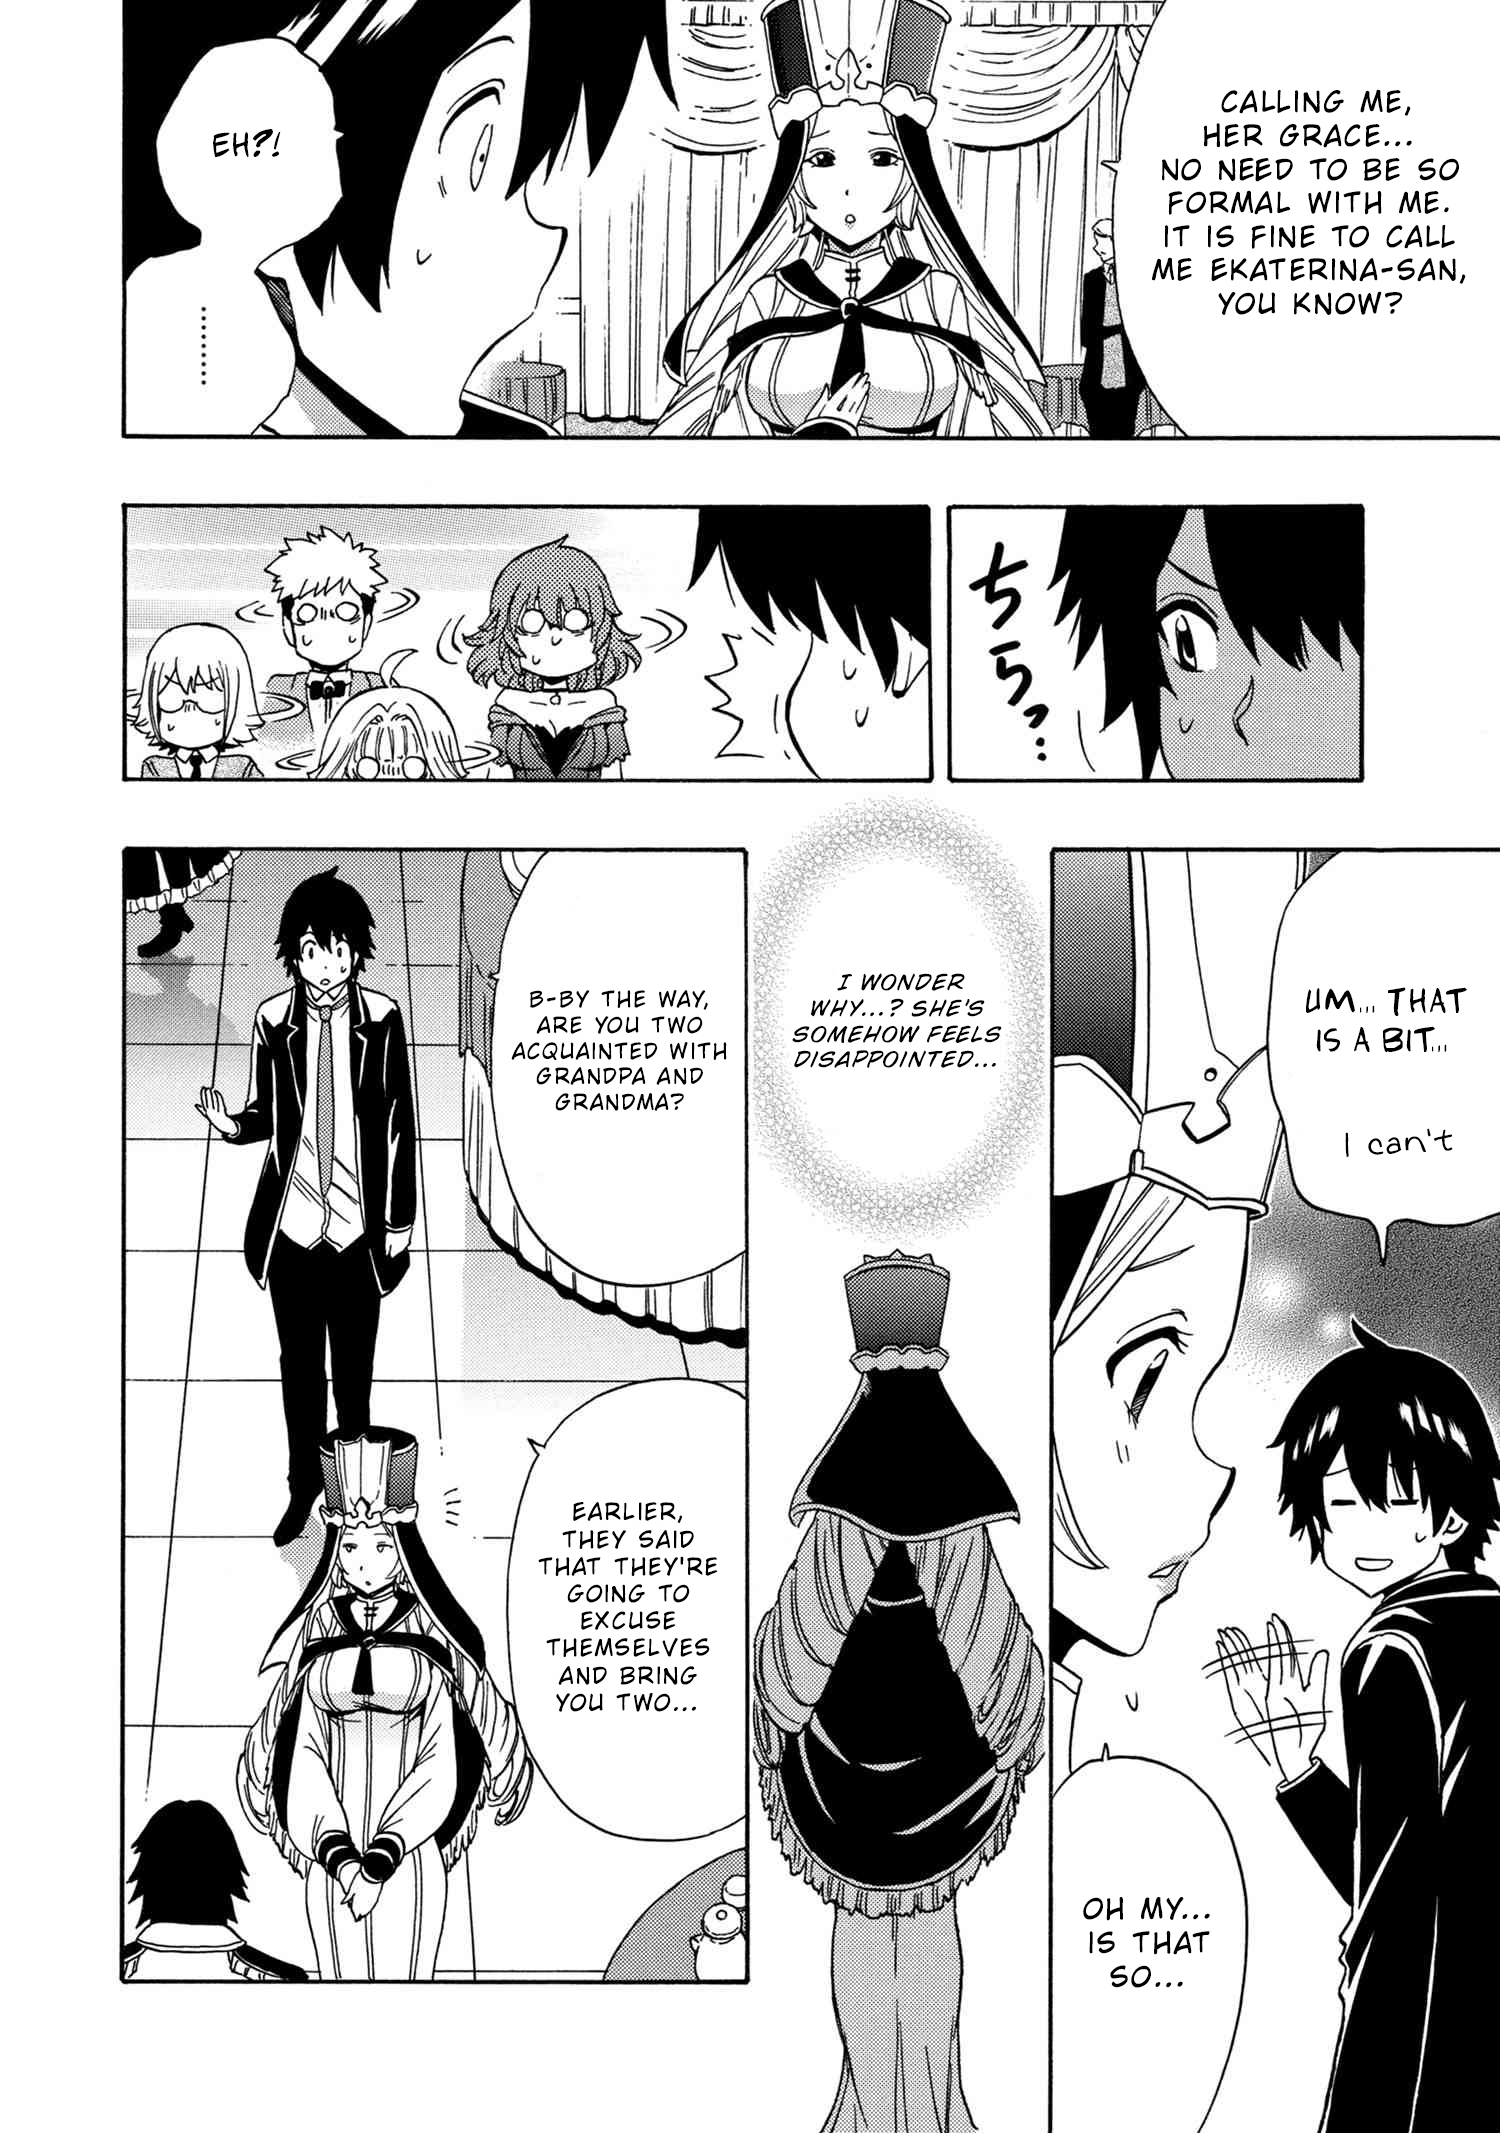 CALLING ME,
HER GRACE...
NO NEED TO BE SO
FORMAL WITH ME.
IT IS FINE TO CALL
ME EKATERINA-SAN,
YOU KNOW?
EH?!
.........
ちらっ…
UM... THAT
IS A BIT...
I can't
OH MY...
IS THAT
SO...
I WONDER
WHY...? SHE'S
SOMEHOW FEELS
DISAPPOINTED...
B-BY THE WAY,
ARE YOU TWO
ACQUAINTED WITH
GRANDPA AND
GRANDMA?
EARLIER,
THEY SAID
THAT THEY'RE
GOING TO
EXCUSE
THEMSELVES
AND BRING
YOU TWO...